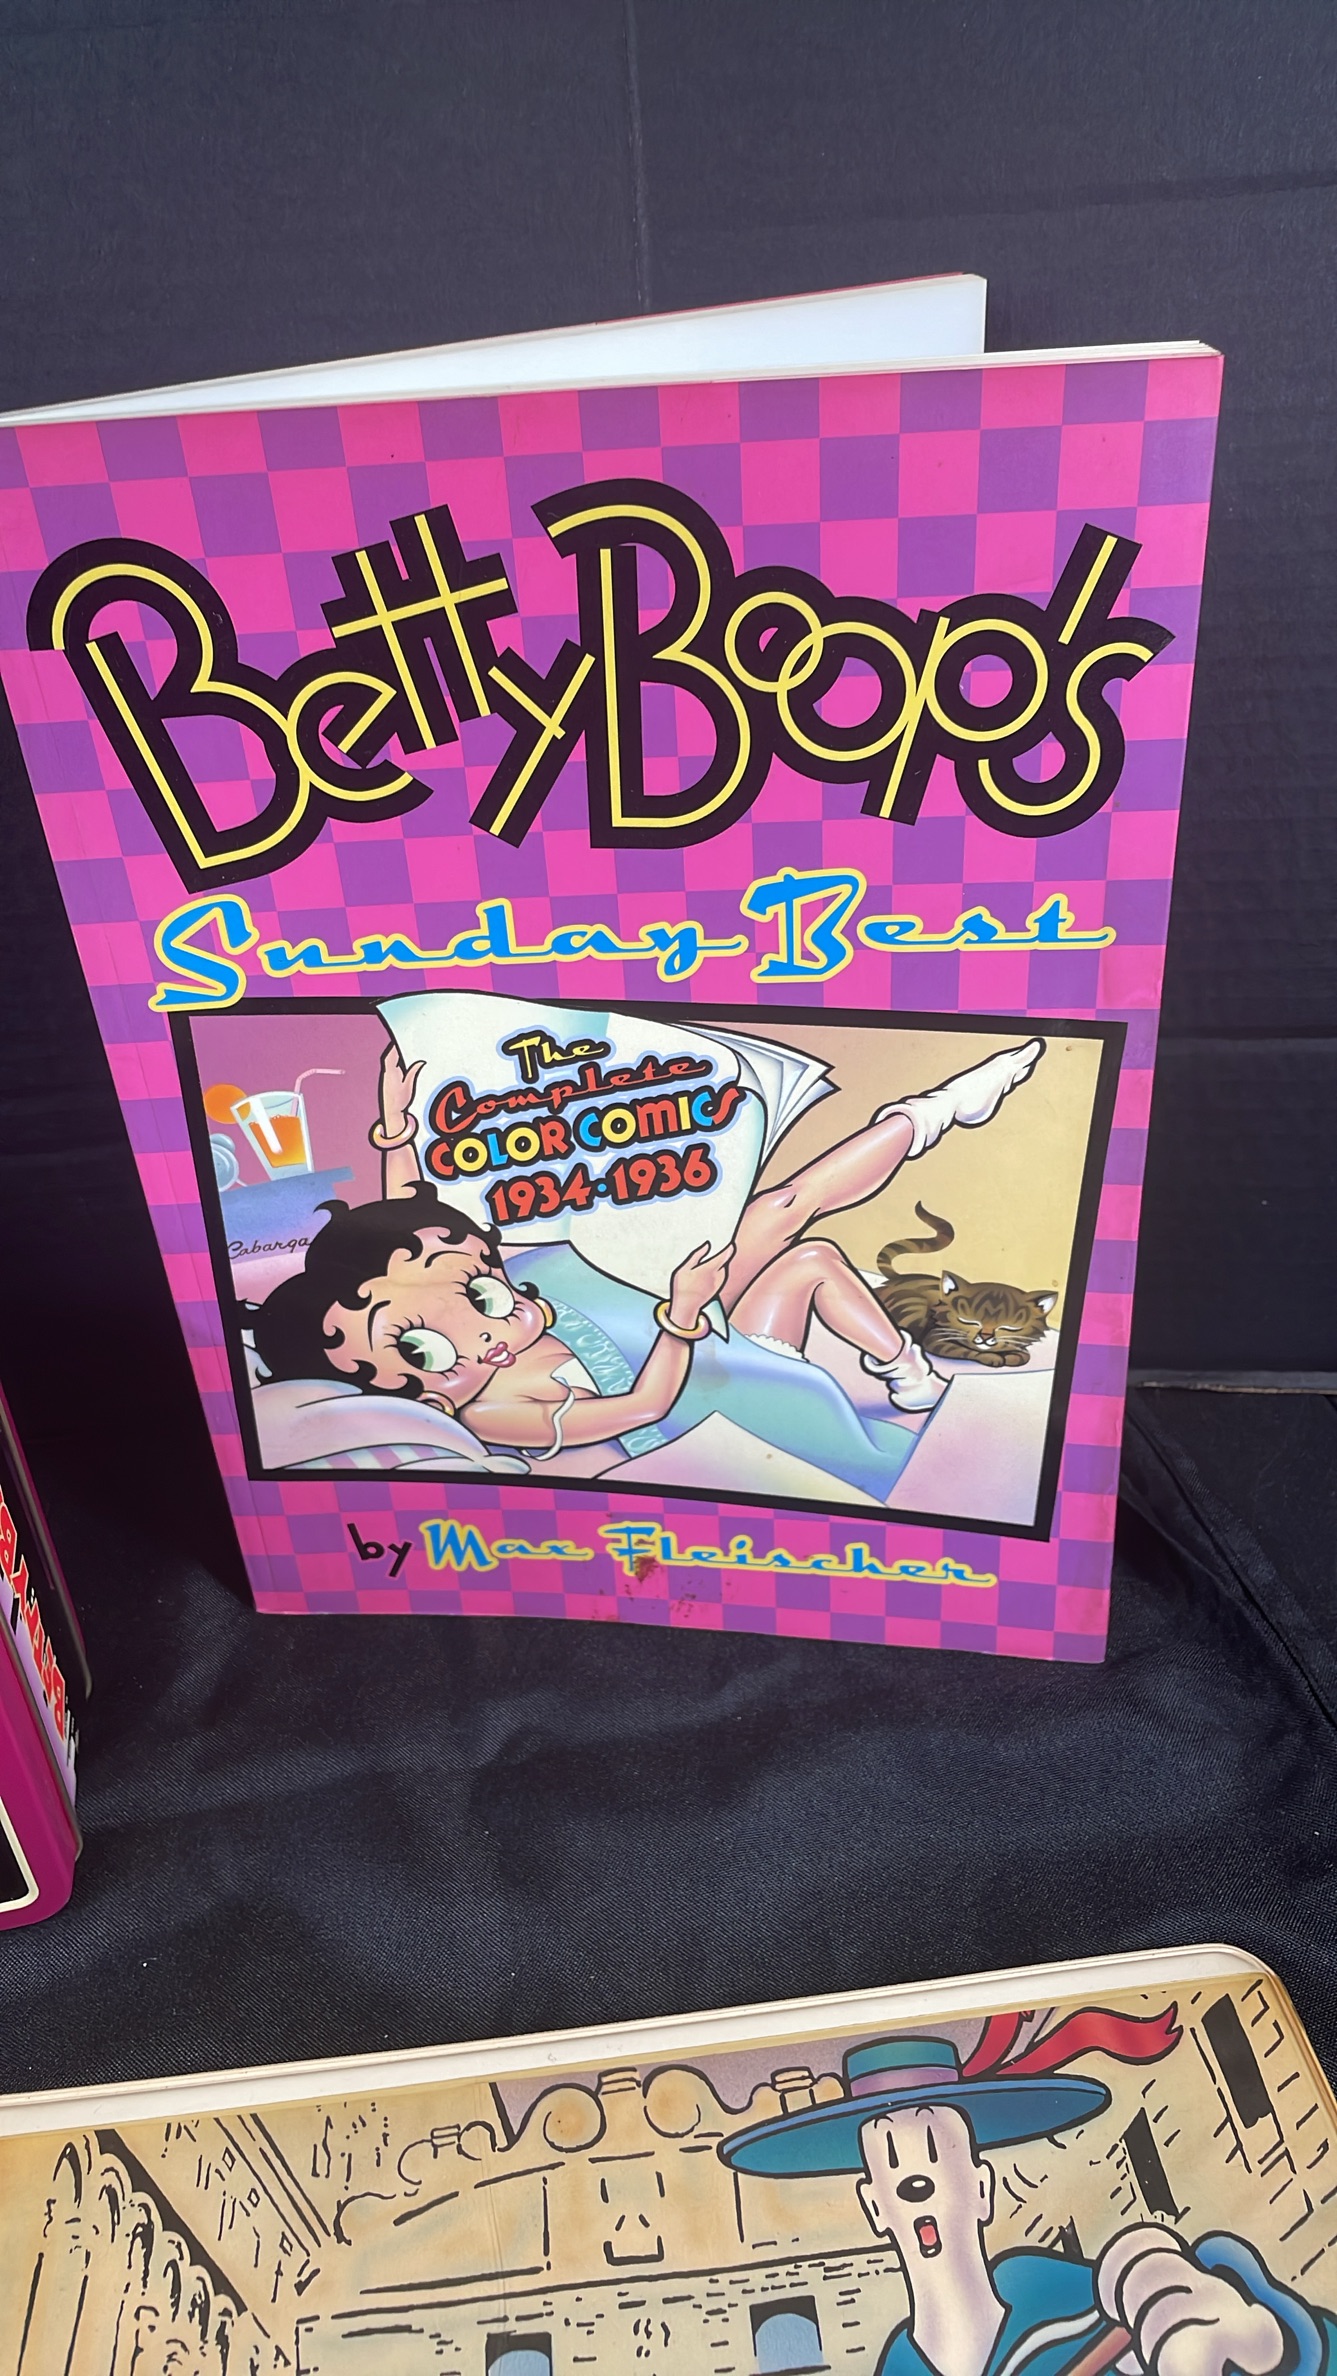 Betty Boop's
Sunday Best
The
Complete
COLOR COMICS
1934·1936
Cabarga
by Max Fleischer